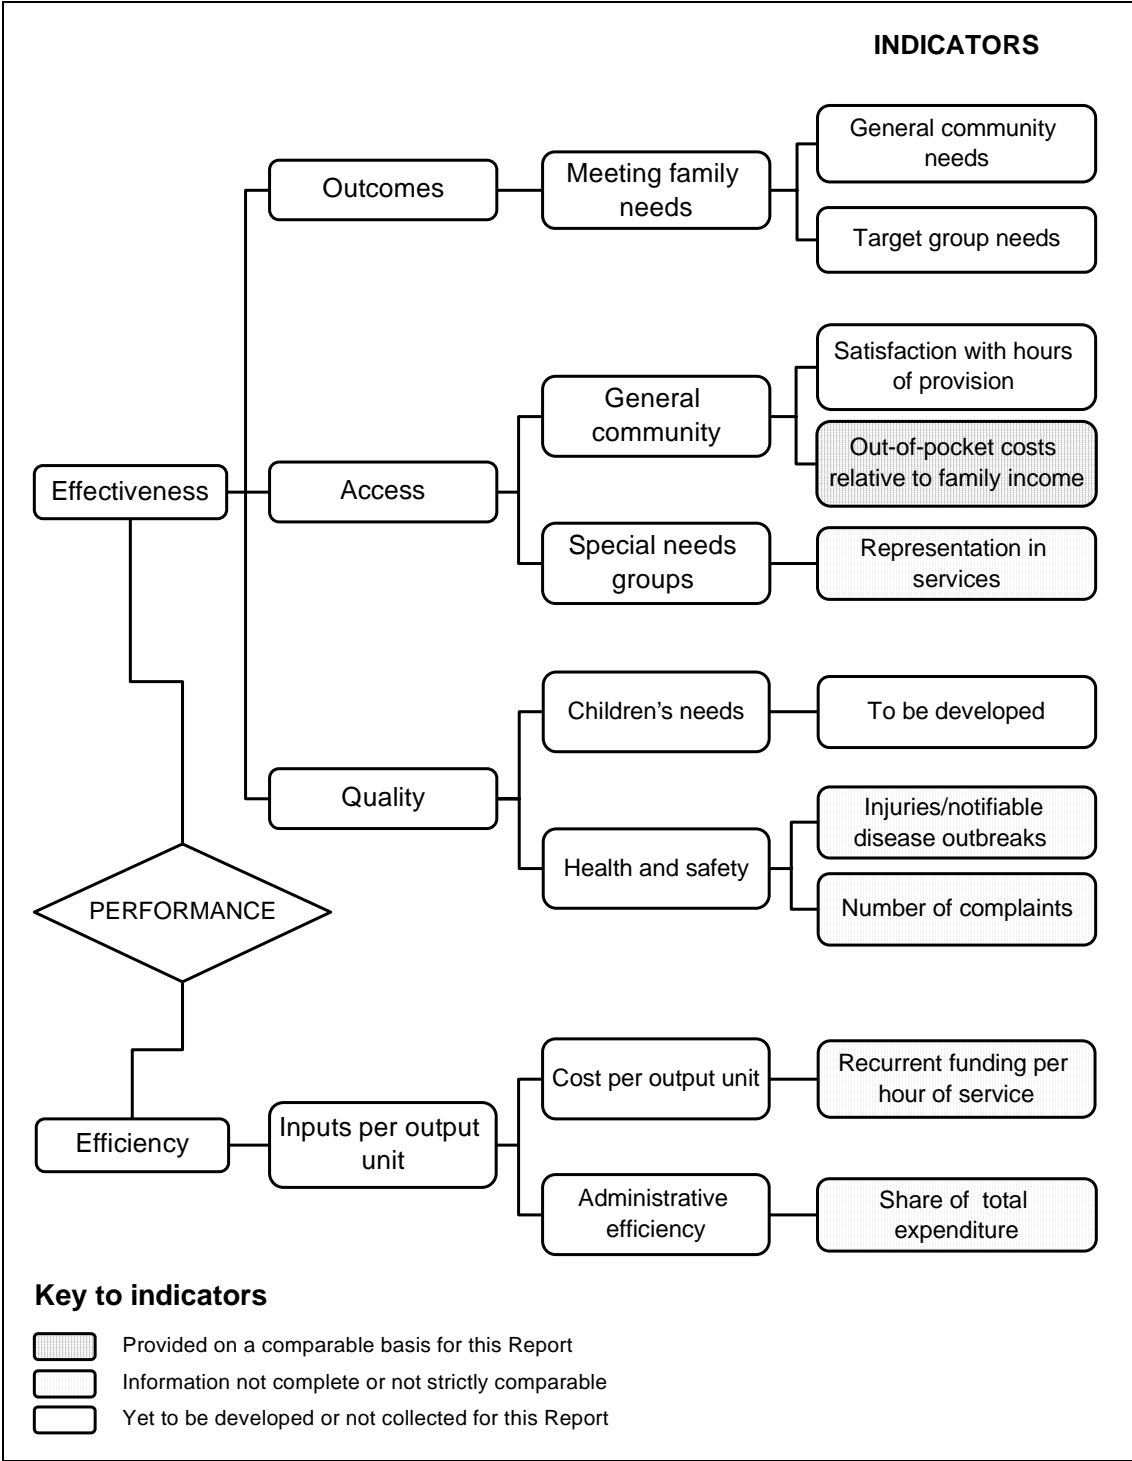 INDICATORS
General community
needs
Outcomes
Meeting family
needs
Target group needs
Satisfaction with hours
of provision
General
community
Out-of-pocket costs
relative to family income
Effectiveness
Access
Special needs
groups
Representation in
services
Children's needs
To be developed
Quality
Injuries/notifiable
disease outbreaks
Health and safety
Number of complaints
PERFORMANCE
Cost per output unit
Recurrent funding per
hour of service
Efficiency
Inputs per output
unit
Administrative
efficiency
Share of total
expenditure
Key to indicators
Provided on a comparable basis for this Report
Information not complete or not strictly comparable
Yet to be developed or not collected for this Report